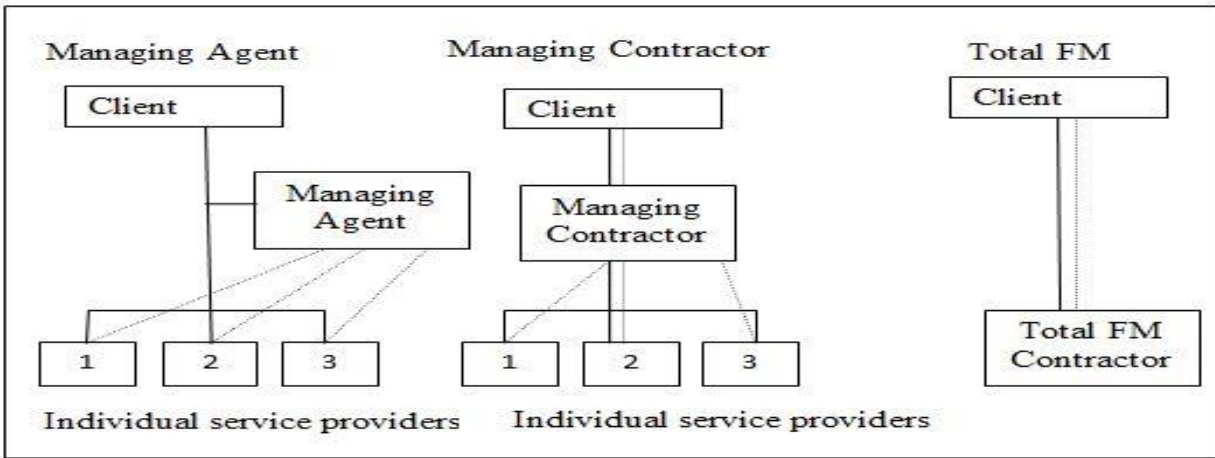 Managing Agent
Client
Managing
Agent
1 2 3
Individual service providers
Managing Contractor
Client
Managing
Contractor
1 2 3
Individual service providers
Total FM
Client
Total FM
Contractor